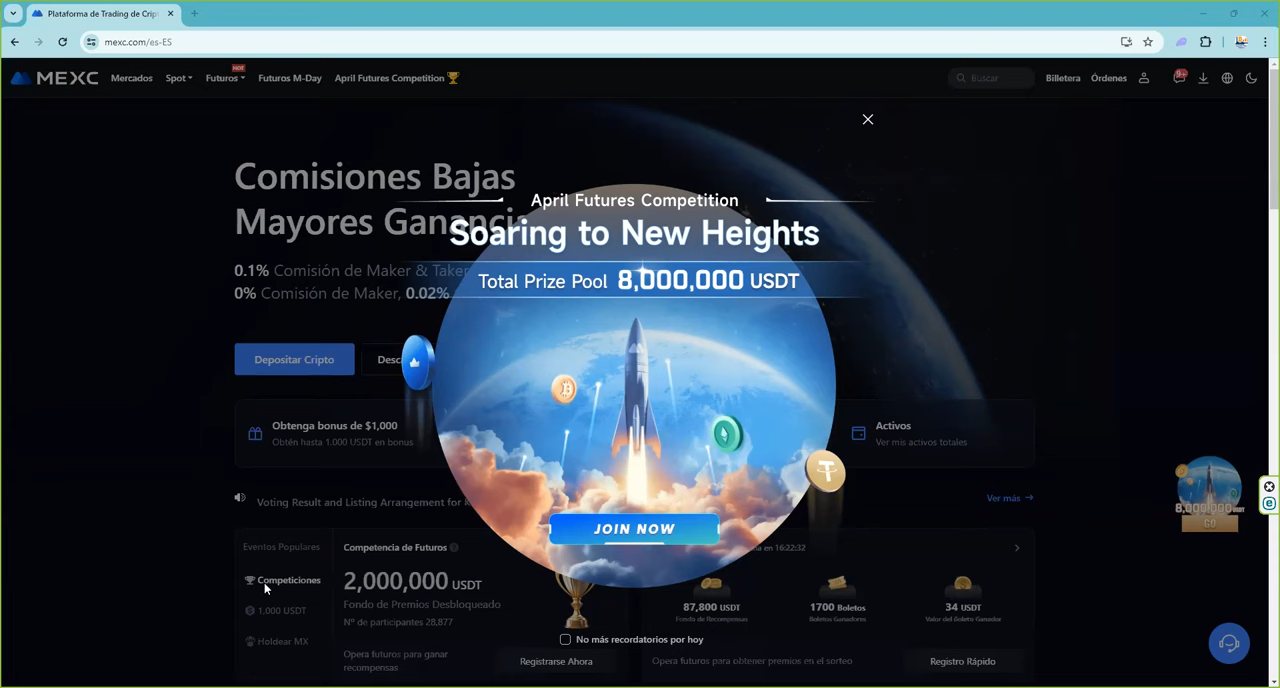 Plataforma de Trading de Crip
mexc.com/es-ES
MEXC
Mercados
Spot
Futuros
HOT
Futuros M-Day
April Futures Competition
Buscar
Billetera
Órdenes
9+
Comisiones Bajas
Mayores Gananci
0.1% Comisión de Maker & Taker
0% Comisión de Maker, 0.02%
Depositar Cripto
Desc
April Futures Competition
Soaring to New Heights
Total Prize Pool 8,000,000 USDT
JOIN NOW
Obtenga bonus de $1,000
Obtén hasta 1.000 USDT en bonus
Activos
Ver mis activos totales
Voting Result and Listing Arrangement for
Ver más
8,000,000 USDT
GO
Eventos Populares
Competiciones
1,000 USDT
Holdear MX
Competencia de Futuros
2,000,000 USDT
Fondo de Premios Desbloqueado
Nº de participantes 28,877
Opera futuros para ganar
recompensas
Registrarse Ahora
en 16:22:32
87,800 USDT
Fondo de Recompensas
1700 Boletos
Boletos Ganadores
34 USDT
Valor del Boleto Ganador
Opera futuros para obtener premios en el sorteo
Registro Rápido
No más recordatorios por hoy